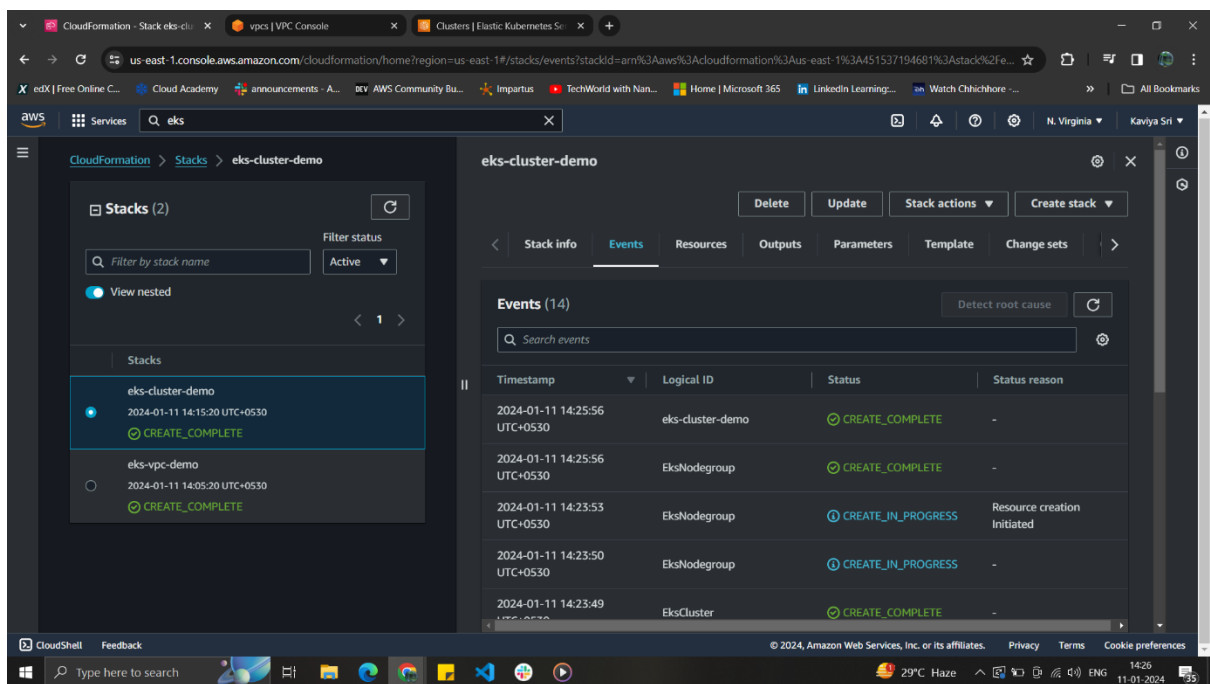 CloudFormation - Stack eks-clu
vpcs | VPC Console
Clusters | Elastic Kubernetes Se
us-east-1.console.aws.amazon.com/cloudformation/home?region=us-east-1#/stacks/events?stackId=arn%3Aaws%3Acloudformation%3Aus-east-1%3A451537194681%3Astack%2Fe...
edX | Free Online C...
Cloud Academy
announcements - A...
DEV AWS Community Bu...
Impartus
TechWorld with Nan...
Home | Microsoft 365
LinkedIn Learning:...
Watch Chhichhore -...
»
All Bookmarks
aws
Services
eks
N. Virginia
Kaviya Sri
CloudFormation > Stacks > eks-cluster-demo
Stacks (2)
Filter status
Filter by stack name
Active
View nested
1
Stacks
eks-cluster-demo
2024-01-11 14:15:20 UTC+0530
CREATE_COMPLETE
eks-vpc-demo
2024-01-11 14:05:20 UTC+0530
CREATE_COMPLETE
eks-cluster-demo
Delete
Update
Stack actions
Create stack
Stack info
Events
Resources
Outputs
Parameters
Template
Change sets
Events (14)
Detect root cause
Search events
Timestamp Logical ID Status Status reason
2024-01-11 14:25:56
UTC+0530
eks-cluster-demo
CREATE_COMPLETE
-
2024-01-11 14:25:56
UTC+0530
EksNodegroup
CREATE_COMPLETE
-
2024-01-11 14:23:53
UTC+0530
EksNodegroup
CREATE_IN_PROGRESS
Resource creation
Initiated
2024-01-11 14:23:50
UTC+0530
EksNodegroup
CREATE_IN_PROGRESS
-
2024-01-11 14:23:49
EksCluster
CREATE_COMPLETE
-
CloudShell
Feedback
© 2024, Amazon Web Services, Inc. or its affiliates.
Privacy
Terms
Cookie preferences
Type here to search
29°C Haze
ENG
14:26
11-01-2024
35